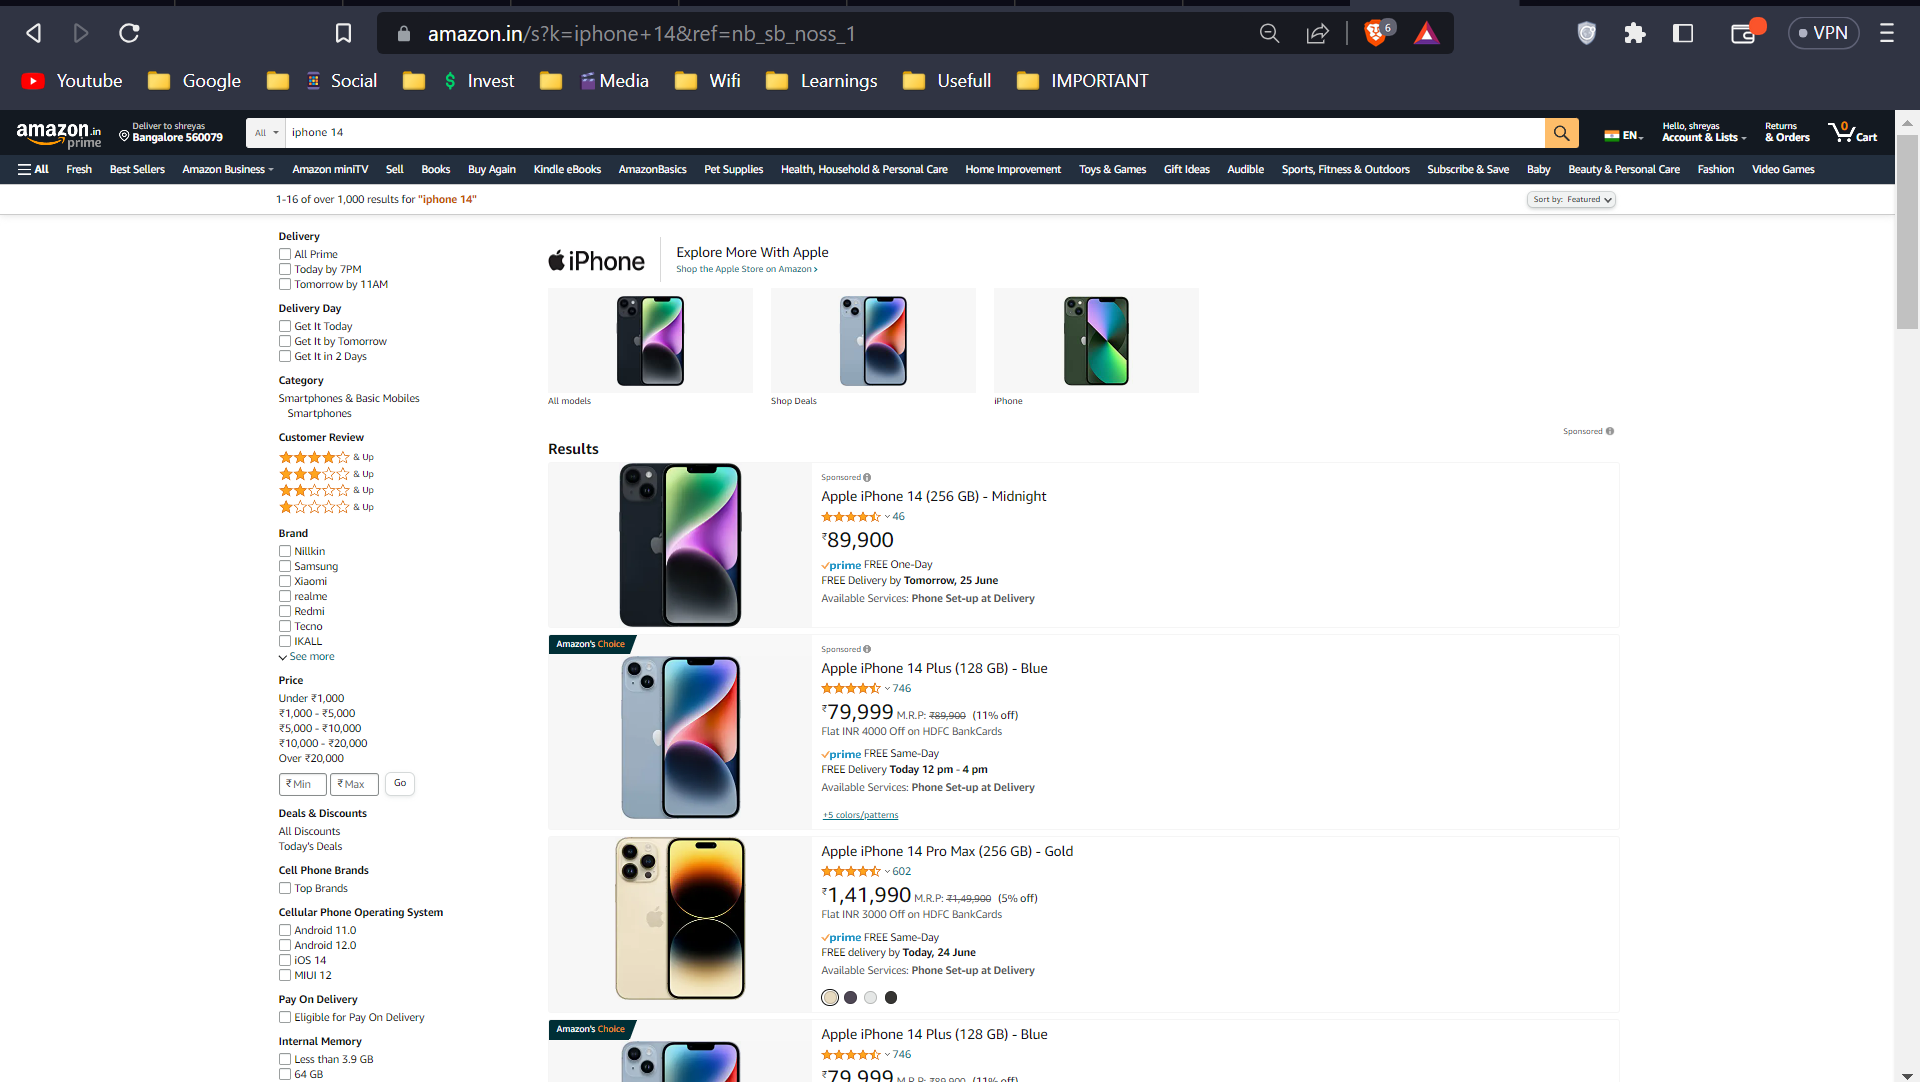 amazon.in/s?k=iphone+14&ref=nb_sb_noss_1
6
VPN
Youtube
Google
Social
Invest
Media
Wifi
Learnings
Usefull
IMPORTANT
amazon.in
prime
Deliver to shreyas
Bangalore 560079
All
iphone 14
EN
Hello, shreyas
Account & Lists
Returns
& Orders
0
Cart
All
Fresh
Best Sellers
Amazon Business
Amazon miniTV
Sell
Books
Buy Again
Kindle eBooks
AmazonBasics
Pet Supplies
Health, Household & Personal Care
Home Improvement
Toys & Games
Gift Ideas
Audible
Sports, Fitness & Outdoors
Subscribe & Save
Baby
Beauty & Personal Care
Fashion
Video Games
1-16 of over 1,000 results for "iphone 14"
Sort by: Featured
Delivery
All Prime
Today by 7PM
Tomorrow by 11AM
Delivery Day
Get It Today
Get It by Tomorrow
Get It in 2 Days
Category
Smartphones & Basic Mobiles
Smartphones
Customer Review
& Up
& Up
& Up
& Up
Brand
Nillkin
Samsung
Xiaomi
realme
Redmi
Tecno
IKALL
See more
Price
Under ₹1,000
₹1,000 - ₹5,000
₹5,000 - ₹10,000
₹10,000 - ₹20,000
Over ₹20,000
₹ Min
₹ Max
Go
Deals & Discounts
All Discounts
Today's Deals
Cell Phone Brands
Top Brands
Cellular Phone Operating System
Android 11.0
Android 12.0
iOS 14
MIUI 12
Pay On Delivery
Eligible for Pay On Delivery
Internal Memory
Less than 3.9 GB
64 GB
iPhone
Explore More With Apple
Shop the Apple Store on Amazon ›
All models
Shop Deals
iPhone
Sponsored
Results
Sponsored
Apple iPhone 14 (256 GB) - Midnight
46
₹89,900
prime FREE One-Day
FREE Delivery by Tomorrow, 25 June
Available Services: Phone Set-up at Delivery
Amazon's Choice
Sponsored
Apple iPhone 14 Plus (128 GB) - Blue
746
₹79,999 M.R.P: ₹89,900 (11% off)
Flat INR 4000 Off on HDFC BankCards
prime FREE Same-Day
FREE Delivery Today 12 pm - 4 pm
Available Services: Phone Set-up at Delivery
+5 colors/patterns
Apple iPhone 14 Pro Max (256 GB) - Gold
602
₹1,41,990 M.R.P: ₹1,49,900 (5% off)
Flat INR 3000 Off on HDFC BankCards
prime FREE Same-Day
FREE delivery by Today, 24 June
Available Services: Phone Set-up at Delivery
Amazon's Choice
Apple iPhone 14 Plus (128 GB) - Blue
746
₹79,999 M.R.P: ₹89,900 (11% off)